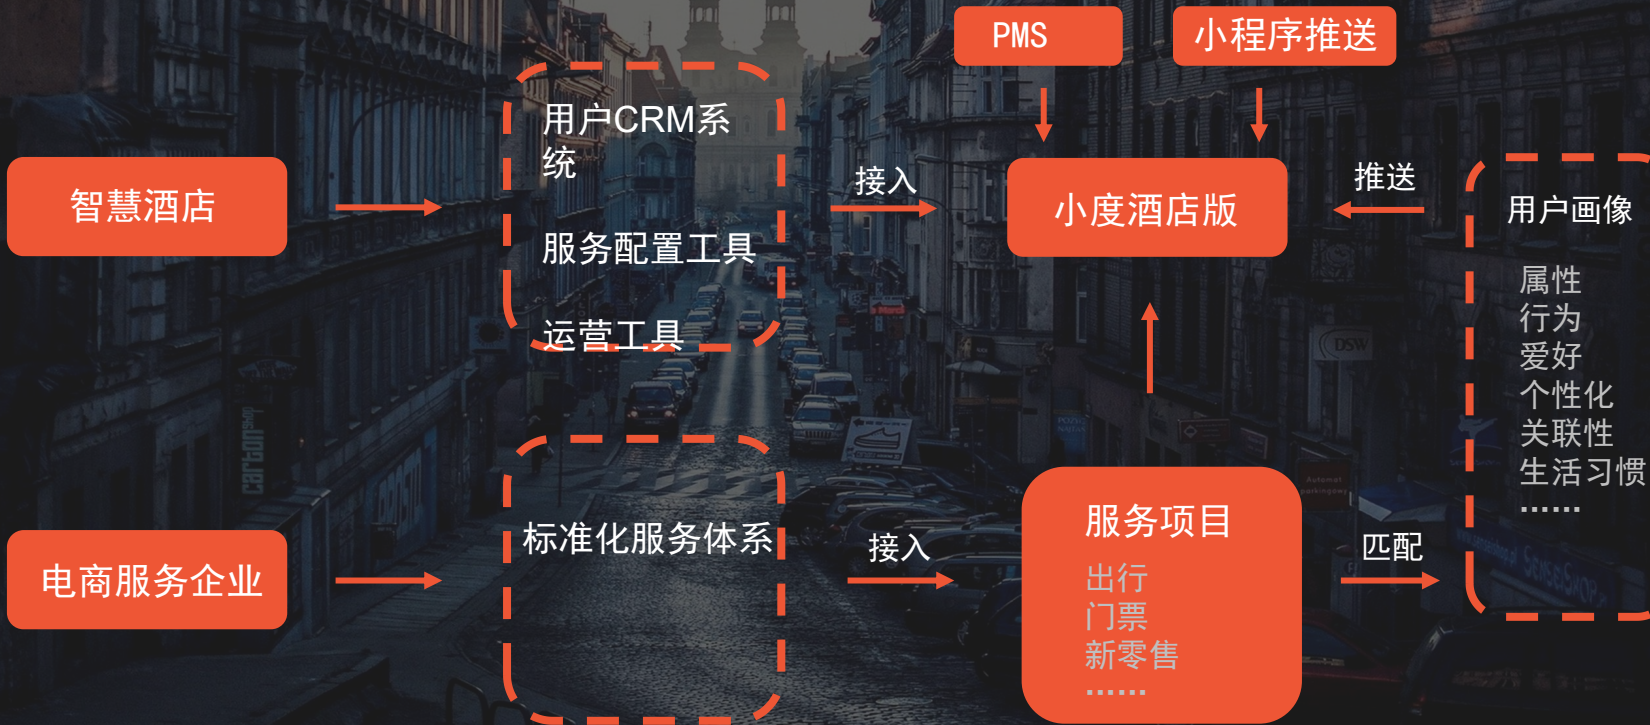 PMS
小程序推送
智慧酒店
用户CRM系
统
服务配置工具
运营工具
接入
小度酒店版
推送
用户画像
属性
行为
爱好
个性化
关联性
生活习惯
……
电商服务企业
标准化服务体系
接入
服务项目
出行
门票
新零售
……
匹配
DSW